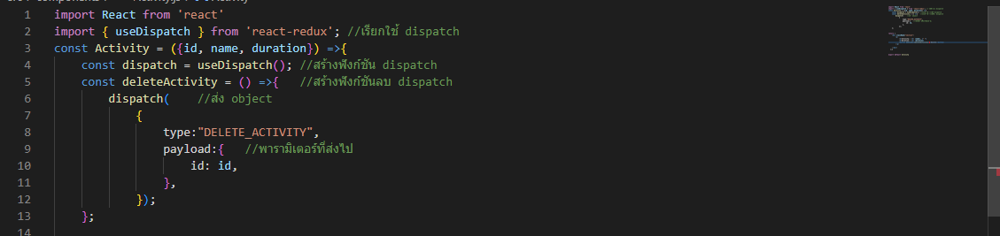 1 import React from 'react'
2 import { useDispatch } from 'react-redux'; //เรียกใช้ dispatch
3 const Activity = ({id, name, duration}) =>{
4 const dispatch = useDispatch(); //สร้างฟังก์ชัน dispatch
5 const deleteActivity = () =>{ //สร้างฟังก์ชันลบ dispatch
6 dispatch( //ส่ง object
7 {
8 type:"DELETE_ACTIVITY",
9 payload:{ //พารามิเตอร์ที่ส่งไป
10 id: id,
11 },
12 });
13 };
14